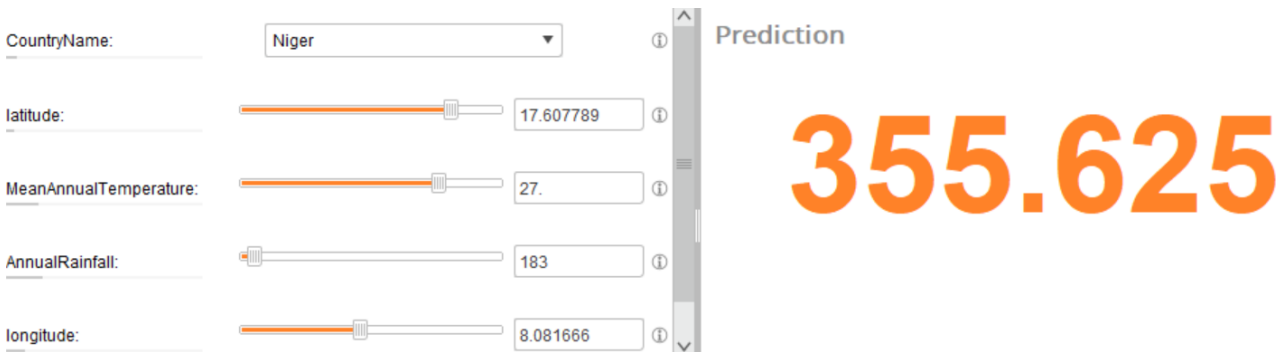 CountryName: Niger
latitude: 17.607789
MeanAnnualTemperature: 27.
AnnualRainfall: 183
longitude: 8.081666
Prediction
355.625